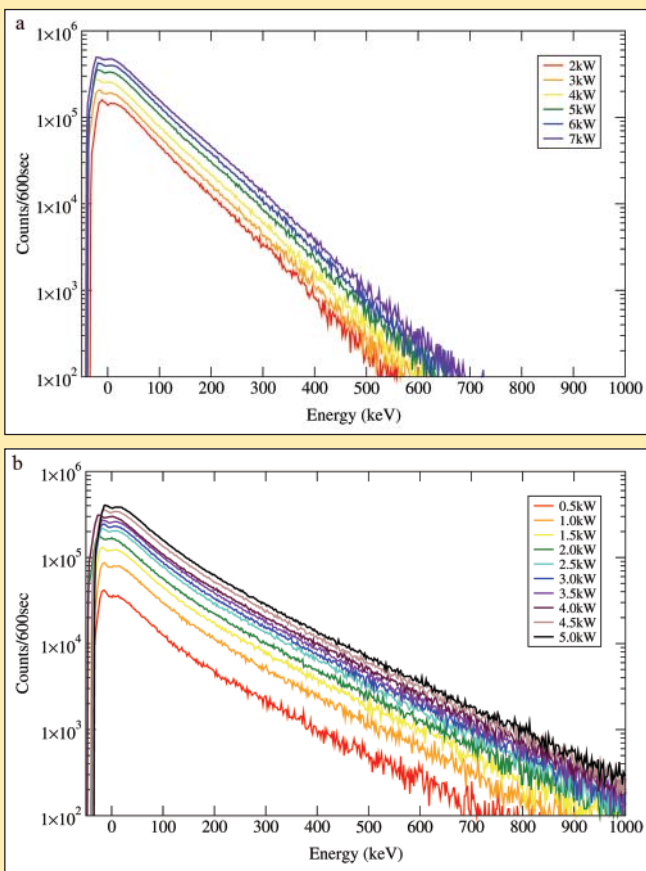 a
1×10⁶
1×10⁵
1×10⁴
1×10³
1×10²
Counts/600sec
2kW
3kW
4kW
5kW
6kW
7kW
0 100 200 300 400 500 600 700 800 900 1000
Energy (keV)
b
1×10⁶
1×10⁵
1×10⁴
1×10³
1×10²
Counts/600sec
0.5kW
1.0kW
1.5kW
2.0kW
2.5kW
3.0kW
3.5kW
4.0kW
4.5kW
5.0kW
0 100 200 300 400 500 600 700 800 900 1000
Energy (keV)